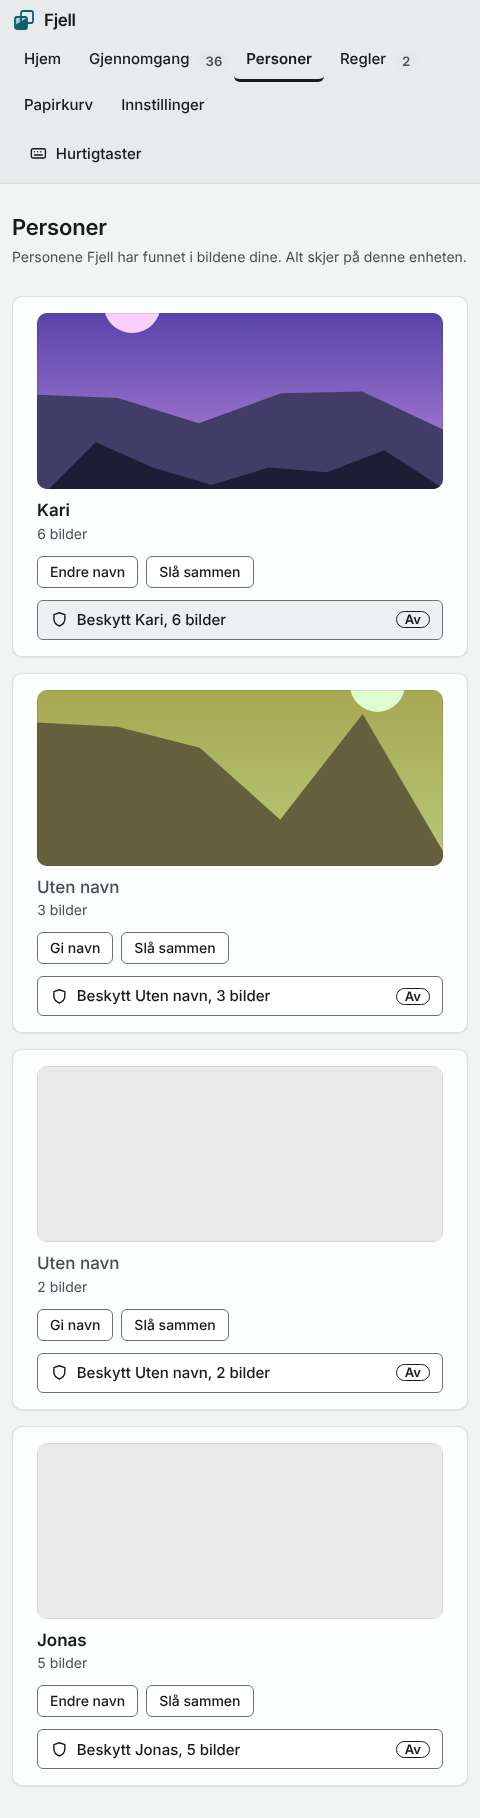 Fjell
Hjem Gjennomgang 36 Personer Regler 2
Papirkurv Innstillinger
Hurtigtaster
Personer
Personene Fjell har funnet i bildene dine. Alt skjer på denne enheten.
Kari
6 bilder
Endre navn Slå sammen
Beskytt Kari, 6 bilder Av
Uten navn
3 bilder
Gi navn Slå sammen
Beskytt Uten navn, 3 bilder Av
Uten navn
2 bilder
Gi navn Slå sammen
Beskytt Uten navn, 2 bilder Av
Jonas
5 bilder
Endre navn Slå sammen
Beskytt Jonas, 5 bilder Av